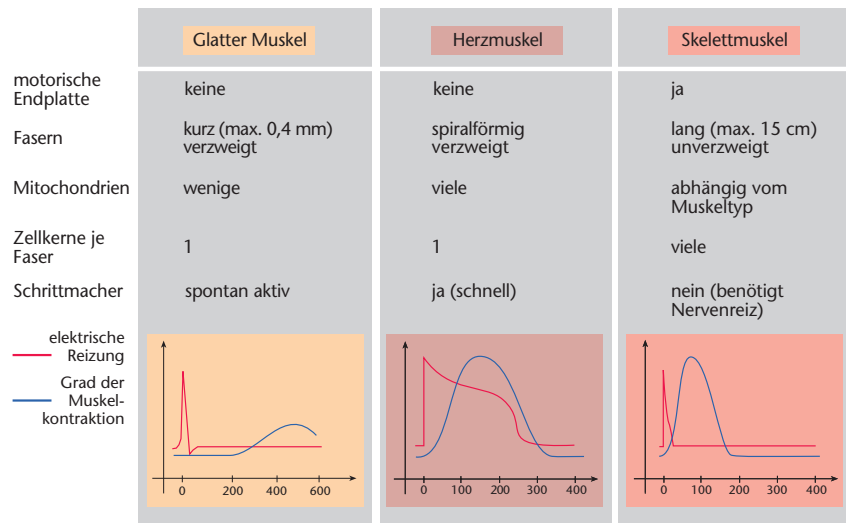 Glatter Muskel
Herzmuskel
Skelettmuskel
motorische
Endplatte
keine
keine
ja
Fasern
kurz (max. 0,4 mm)
verzweigt
spiralförmig
verzweigt
lang (max. 15 cm)
unverzweigt
Mitochondrien
wenige
viele
abhängig vom
Muskeltyp
Zellkerne je
Faser
1
1
viele
Schrittmacher
spontan aktiv
ja (schnell)
nein (benötigt
Nervenreiz)
elektrische
Reizung
Grad der
Muskel-
kontraktion
0 200 400 600
0 100 200 300 400
0 100 200 300 400